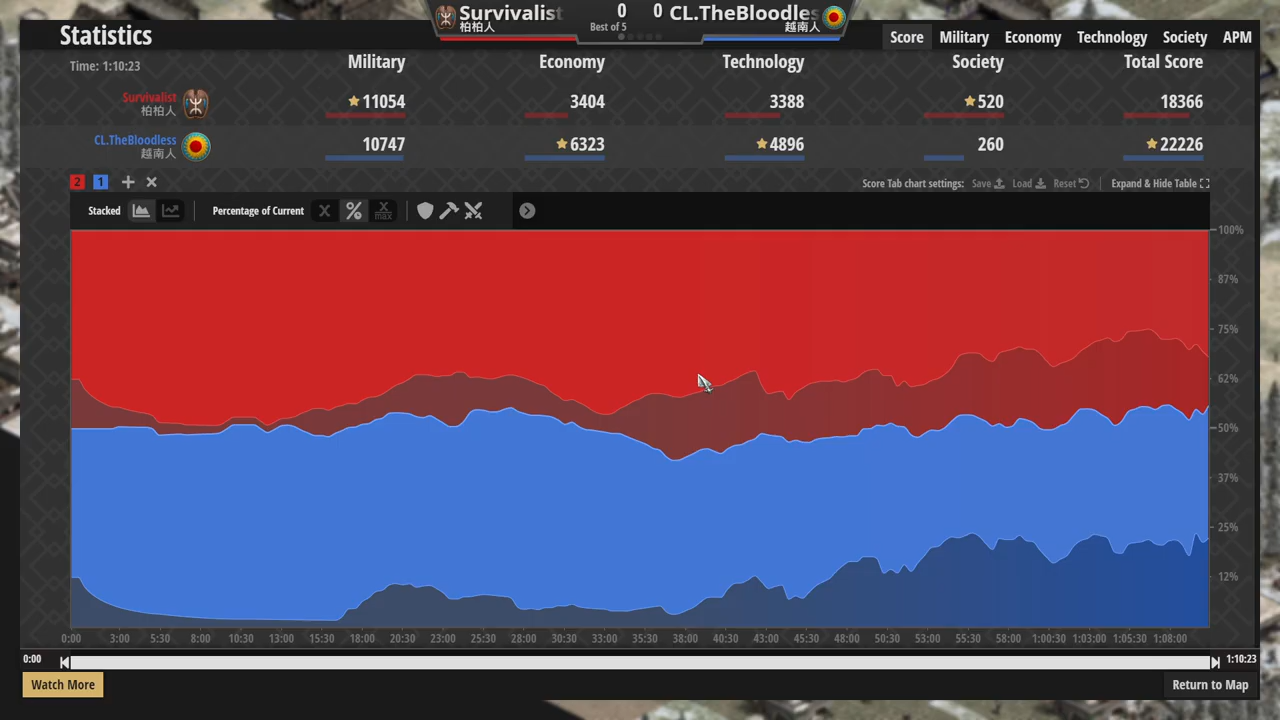 Survivalist
柏柏人
0
Best of 5
0
CL.TheBloodles
越南人
Statistics
Score
Military
Economy
Technology
Society
APM
Time: 1:10:23
Military
Economy
Technology
Society
Total Score
Survivalist
柏柏人
11054
3404
3388
520
18366
CL.TheBloodless
越南人
10747
6323
4896
260
22226
2
1
Score Tab chart settings:
Save
Load
Reset
Expand & Hide Table
Stacked
Percentage of Current
X
%
X
max
100%
87%
75%
62%
50%
37%
25%
12%
0:00
3:00
5:30
8:00
10:30
13:00
15:30
18:00
20:30
23:00
25:30
28:00
30:30
33:00
35:30
38:00
40:30
43:00
45:30
48:00
50:30
53:00
55:30
58:00
1:00:30
1:03:00
1:05:30
1:08:00
0:00
1:10:23
Watch More
Return to Map